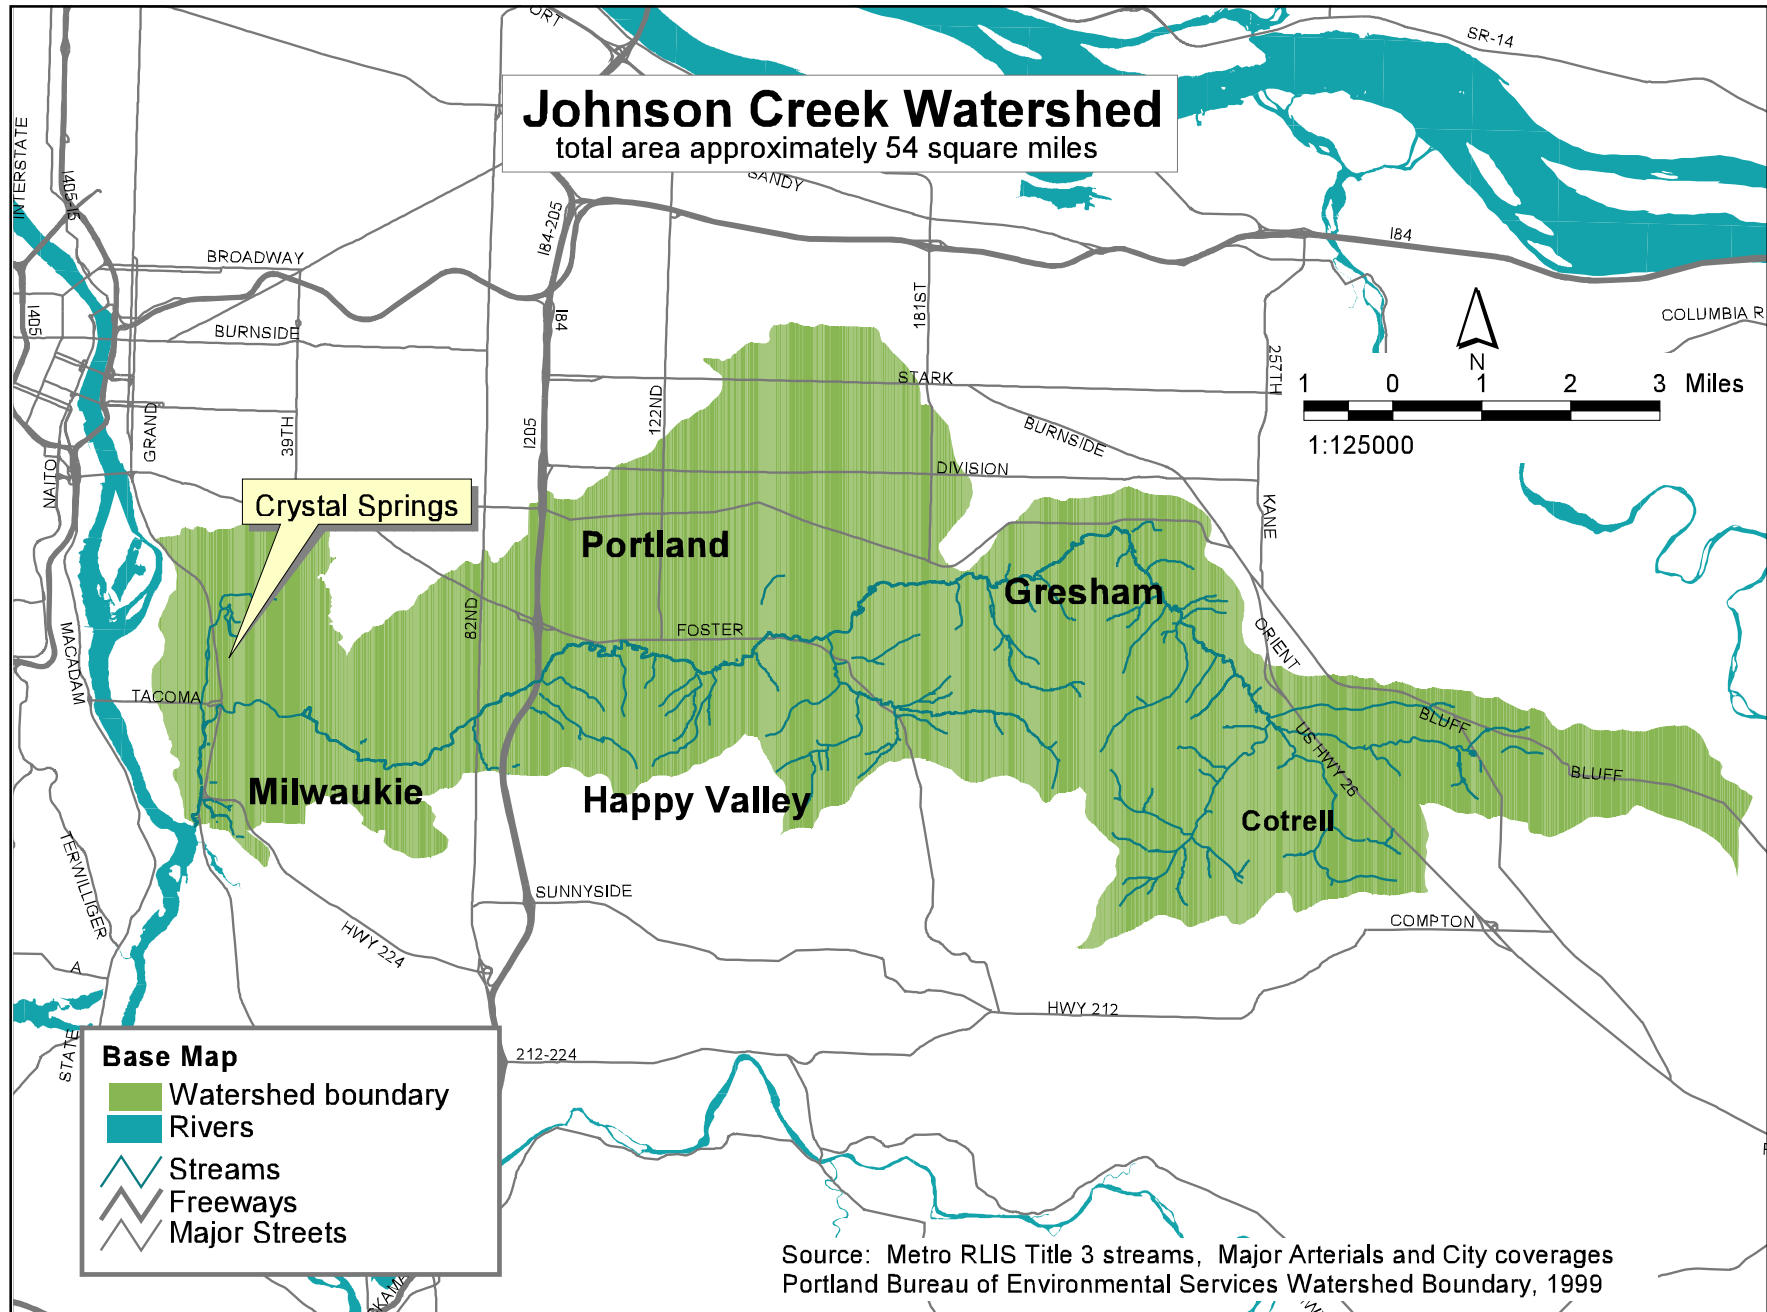 ORT
SR-14
Johnson Creek Watershed
total area approximately 54 square miles
INTERSTATE
I405-I5
SANDY
I84-205
I84
BROADWAY
181ST
COLUMBIA R
I405
BURNSIDE
I84
N
257TH
1 0 1 2 3 Miles
1:125000
STARK
122ND
GRAND
39TH
I205
BURNSIDE
NAITO
DIVISION
KANE
Crystal Springs
Portland
Gresham
82ND
FOSTER
MACADAM
ORIENT
TACOMA
BLUFF
US HWY 26
BLUFF
Milwaukie
Happy Valley
Cotrell
TERWILLIGER
SUNNYSIDE
HWY 224
COMPTON
A
HWY 212
STATE
212-224
Base Map
Watershed boundary
Rivers
Streams
Freeways
Major Streets
CKAMA
Source: Metro RLIS Title 3 streams, Major Arterials and City coverages
Portland Bureau of Environmental Services Watershed Boundary, 1999